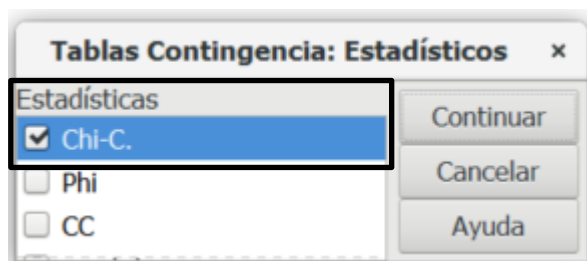 Tablas Contingencia: Estadísticos ×
Estadísticas
Chi-C.
Phi
CC
Continuar
Cancelar
Ayuda